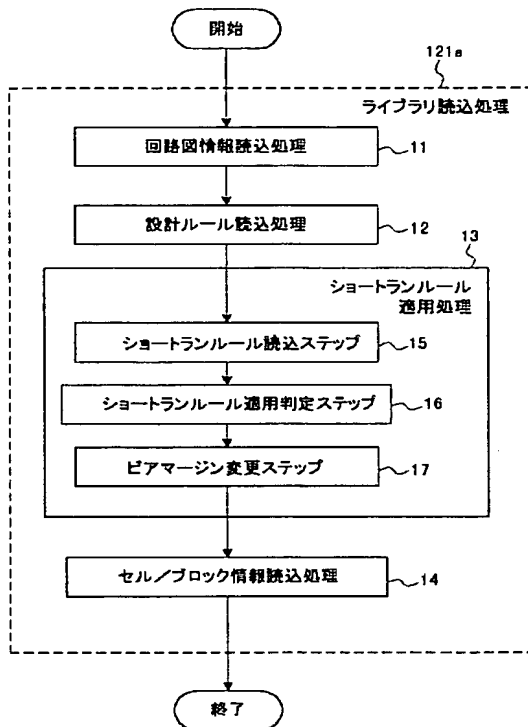 開始
121a
ライブラリ読込処理
回路図情報読込処理
11
設計ルール読込処理
12
13
ショートランルール
適用処理
ショートランルール読込ステップ
15
ショートランルール適用判定ステップ
16
ビアマージン変更ステップ
17
セル／ブロック情報読込処理
14
終了